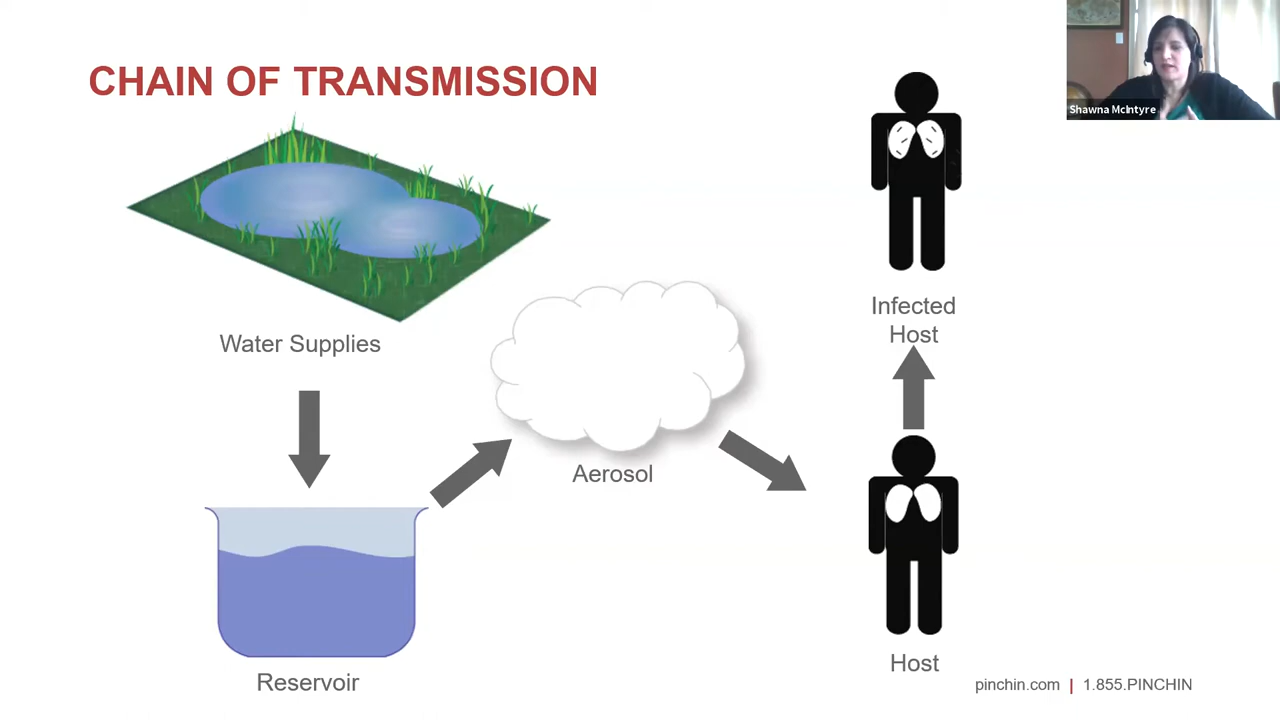 CHAIN OF TRANSMISSION
Shawna McIntyre
Water Supplies
Aerosol
Reservoir
Infected
Host
Host
pinchin.com | 1.855.PINCHIN